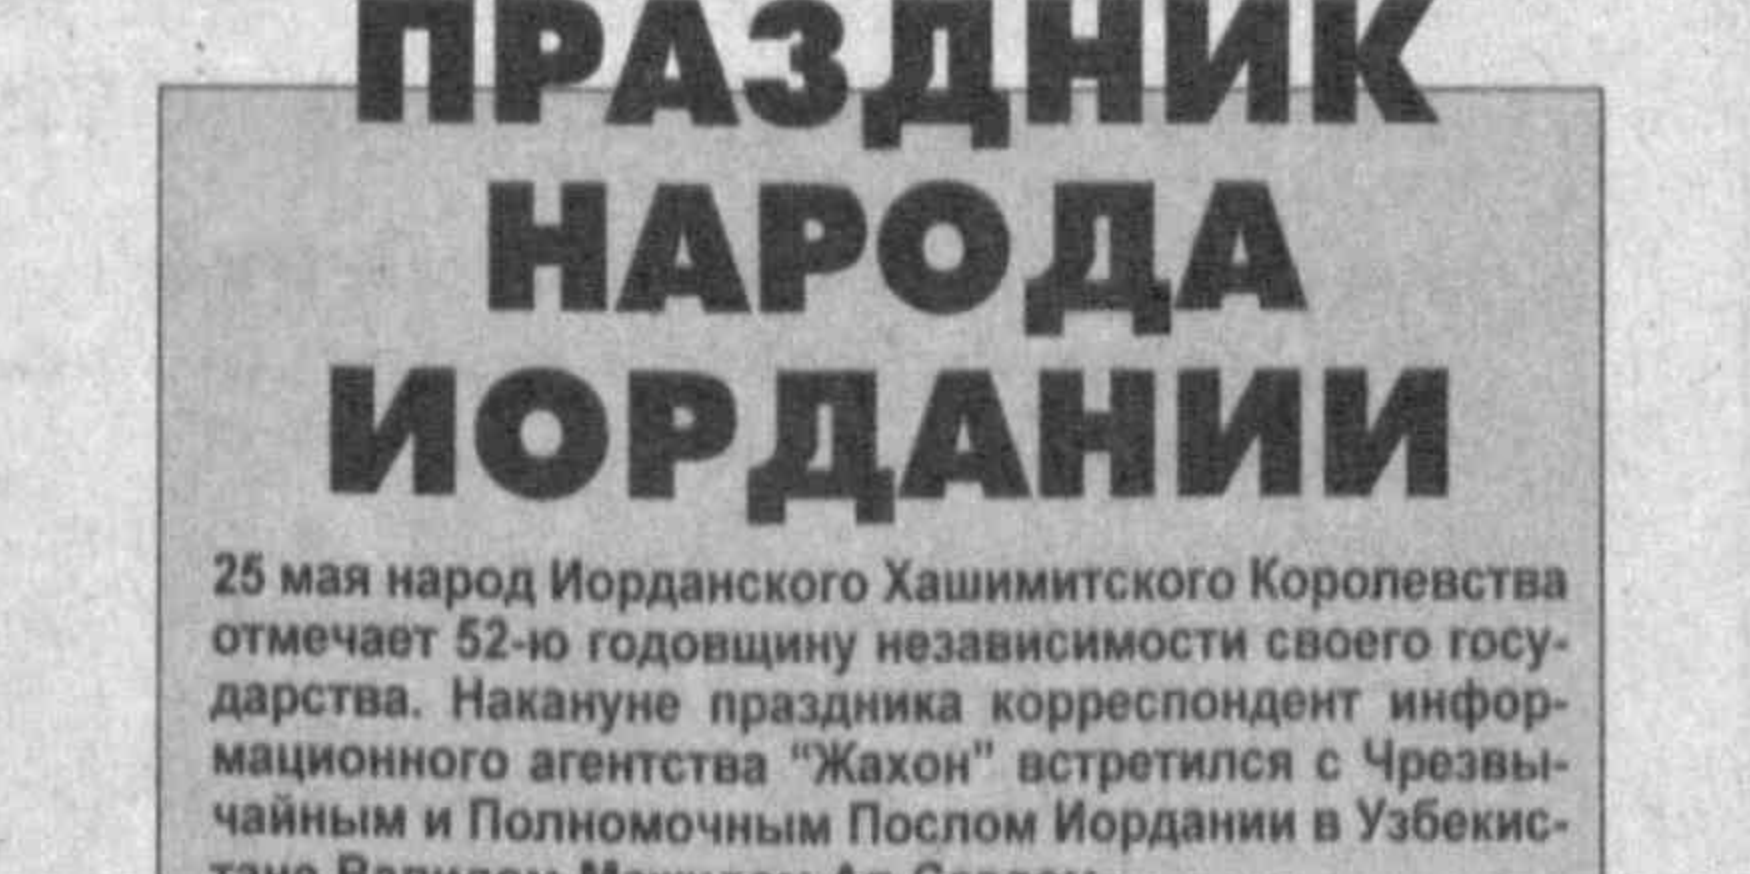 ПРАЗДНИК
НАРОДА
ИОРДАНИИ
25 мая народ Иорданского Хашимитского Королевства
отмечает 52-ю годовщину независимости своего госу-
дарства. Накануне праздника корреспондент инфор-
мационного агентства “Жахон” встретился с Чрезвы-
чайным и Полномочным Послом Иордании в Узбекис-